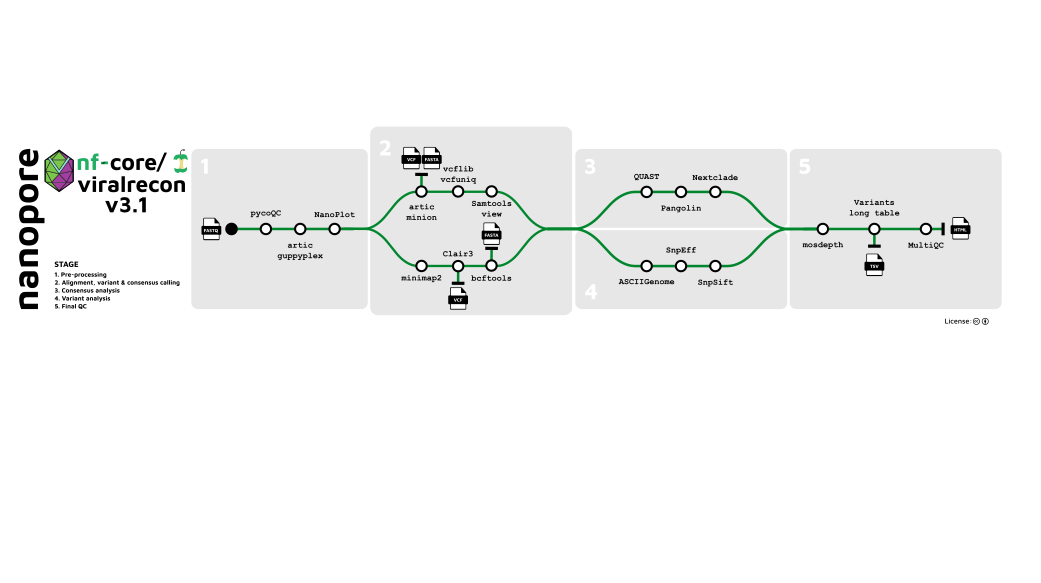 nanopore
nf-core/
viralrecon
v3.1
STAGE
1. Pre-processing
2. Alignment, variant & consensus calling
3. Consensus analysis
4. Variant analysis
5. Final QC
1
FASTQ
pycoQC
artic
guppyplex
NanoPlot
2
VCF
FASTA
artic
minion
vcflib
vcfuniq
Samtools
view
minimap2
Clair3
VCF
FASTA
bcftools
3
QUAST
Pangolin
Nextclade
4
ASCIIGenome
SnpEff
SnpSift
5
mosdepth
Variants
long table
TSV
MultiQC
HTML
License: